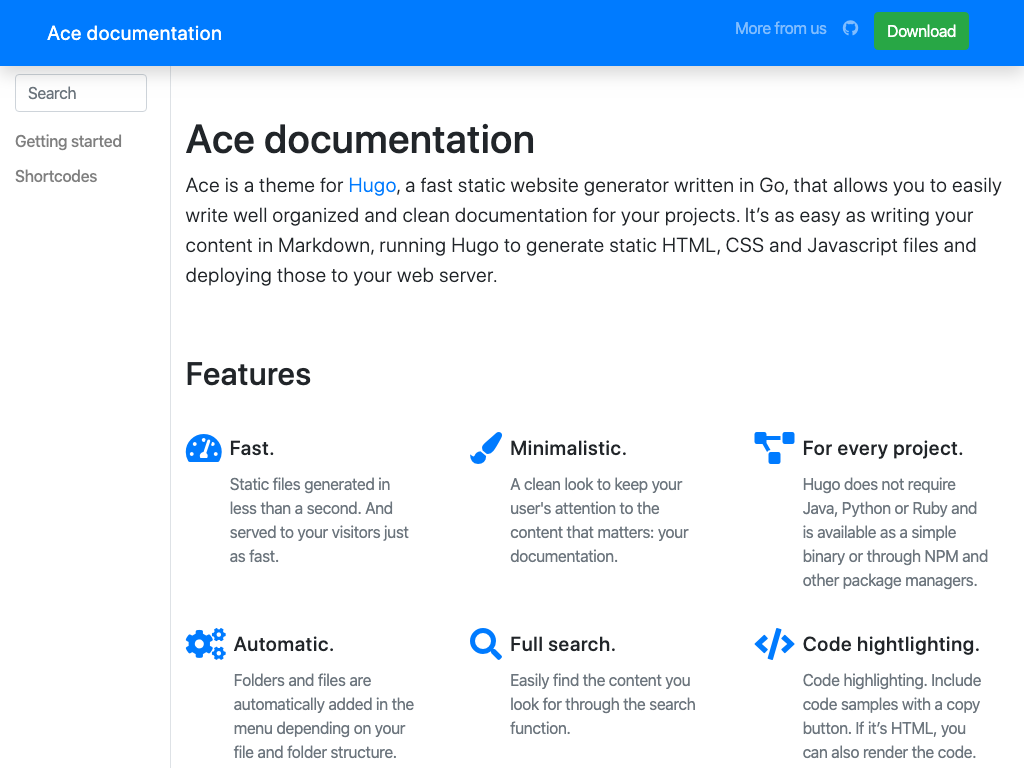 Ace documentation
More from us
Download
Search
Getting started
Shortcodes
Ace documentation
Ace is a theme for Hugo, a fast static website generator written in Go, that allows you to easily
write well organized and clean documentation for your projects. It’s as easy as writing your
content in Markdown, running Hugo to generate static HTML, CSS and Javascript files and
deploying those to your web server.
Features
Fast.
Static files generated in
less than a second. And
served to your visitors just
as fast.
Minimalistic.
A clean look to keep your
user's attention to the
content that matters: your
documentation.
For every project.
Hugo does not require
Java, Python or Ruby and
is available as a simple
binary or through NPM and
other package managers.
Automatic.
Folders and files are
automatically added in the
menu depending on your
file and folder structure.
Full search.
Easily find the content you
look for through the search
function.
Code hightlighting.
Code highlighting. Include
code samples with a copy
button. If it’s HTML, you
can also render the code.